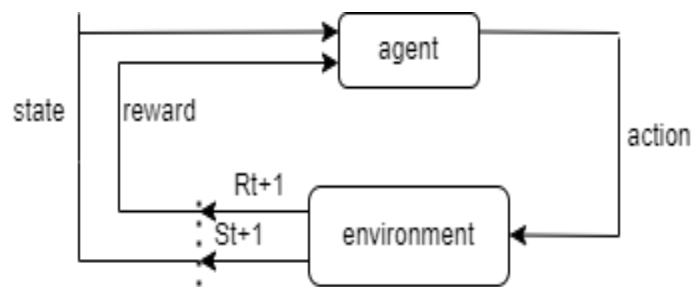 agent
state
reward
action
Rt+1
St+1
environment